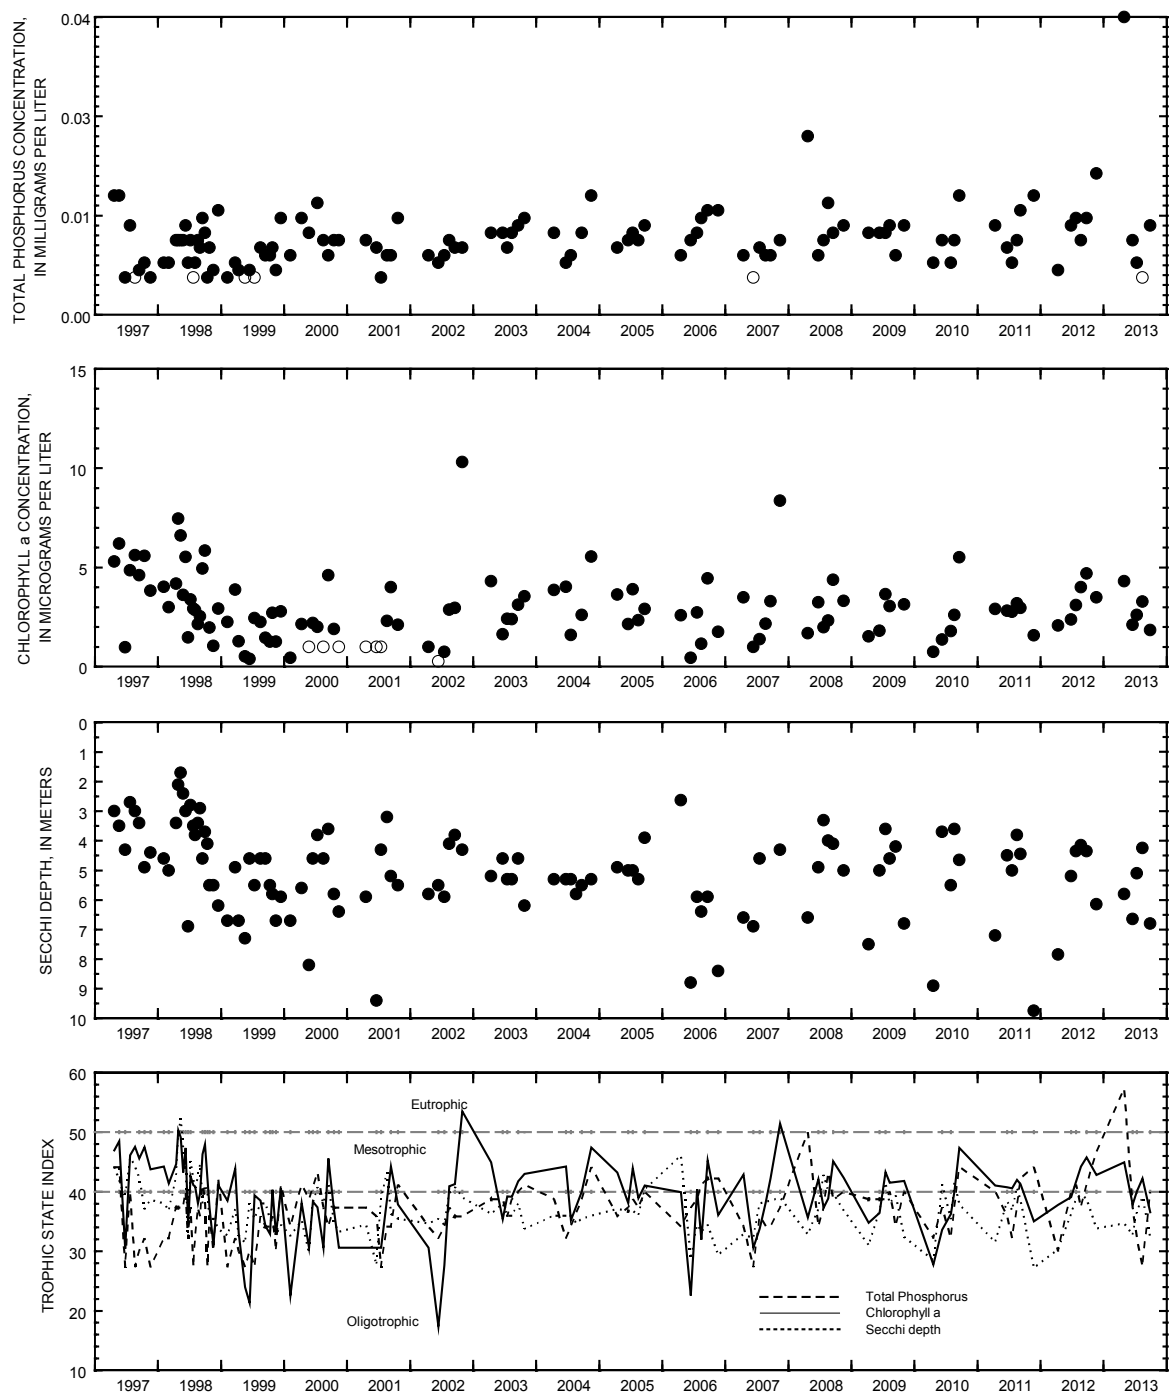 TOTAL PHOSPHORUS CONCENTRATION,
IN MILLIGRAMS PER LITER
0.04
0.03
0.01
0.00
1997 1998 1999 2000 2001 2002 2003 2004 2005 2006 2007 2008 2009 2010 2011 2012 2013
CHLOROPHYLL a CONCENTRATION,
IN MICROGRAMS PER LITER
15
10
5
0
1997 1998 1999 2000 2001 2002 2003 2004 2005 2006 2007 2008 2009 2010 2011 2012 2013
SECCHI DEPTH, IN METERS
0
1
2
3
4
5
6
7
8
9
10
1997 1998 1999 2000 2001 2002 2003 2004 2005 2006 2007 2008 2009 2010 2011 2012 2013
TROPHIC STATE INDEX
60
50
40
30
20
10
Eutrophic
Mesotrophic
Oligotrophic
Total Phosphorus
Chlorophyll a
Secchi depth
1997 1998 1999 2000 2001 2002 2003 2004 2005 2006 2007 2008 2009 2010 2011 2012 2013